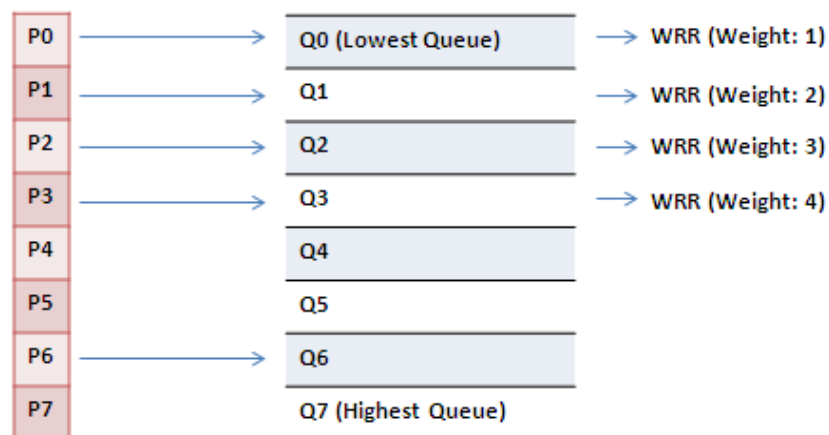 P0 Q0 (Lowest Queue) WRR (Weight: 1)
P1 Q1 WRR (Weight: 2)
P2 Q2 WRR (Weight: 3)
P3 Q3 WRR (Weight: 4)
P4 Q4
P5 Q5
P6 Q6
P7 Q7 (Highest Queue)